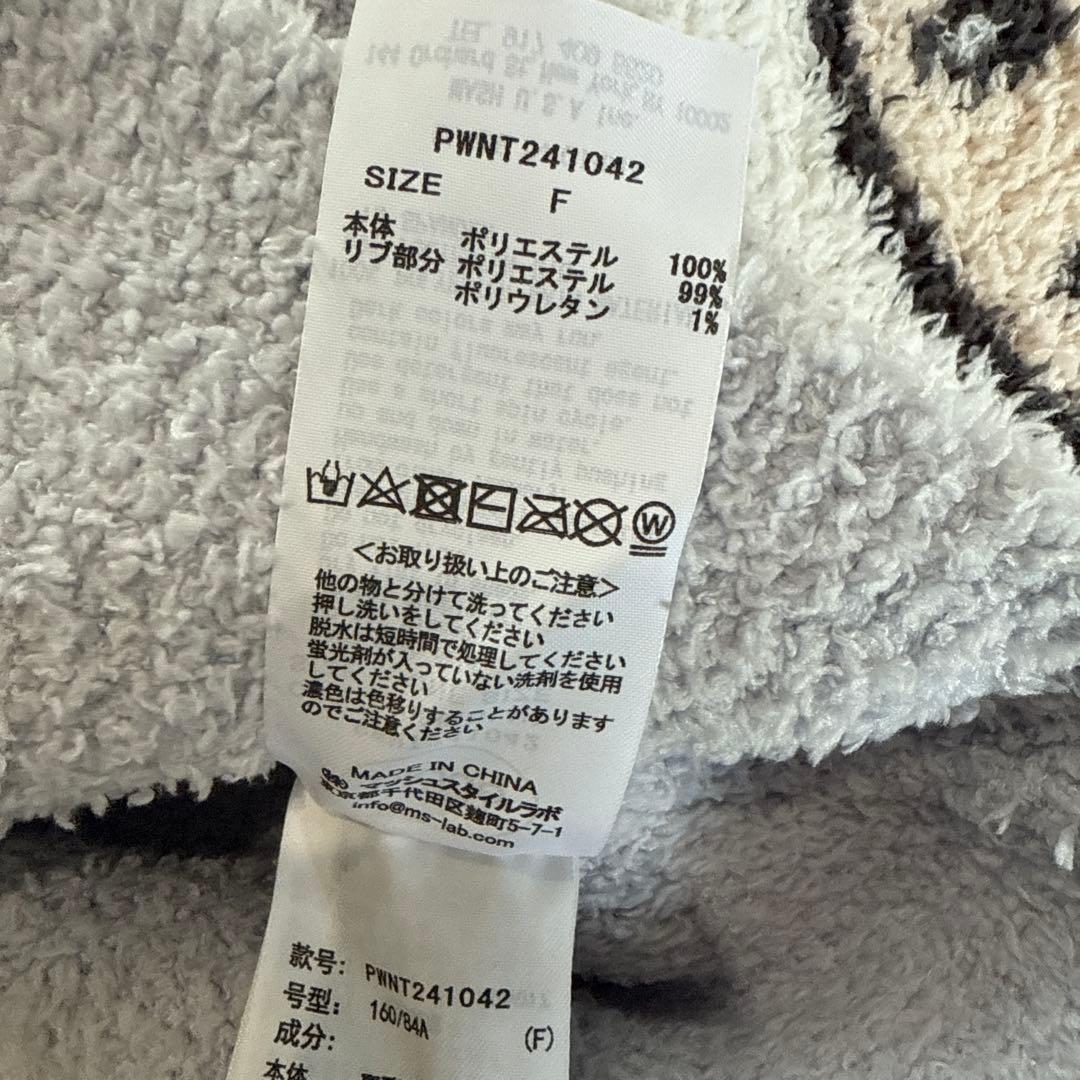 PWNT241042
SIZE F
本体 ポリエステル 100%
リブ部分 ポリエステル 99%
ポリウレタン 1%
W
<お取り扱い上のご注意>
他の物と分けて洗ってください
押し洗いをしてください
脱水は短時間で処理してください
蛍光剤が入っていない洗剤を使用
してください
濃色は色移りすることがあります
のでご注意ください
MADE IN CHINA
マッシュスタイルラボ
東京都千代田区麹町5-7-1
info@ms-lab.com
款号: PWNT241042
号型: 160/84A (F)
成分:
本体